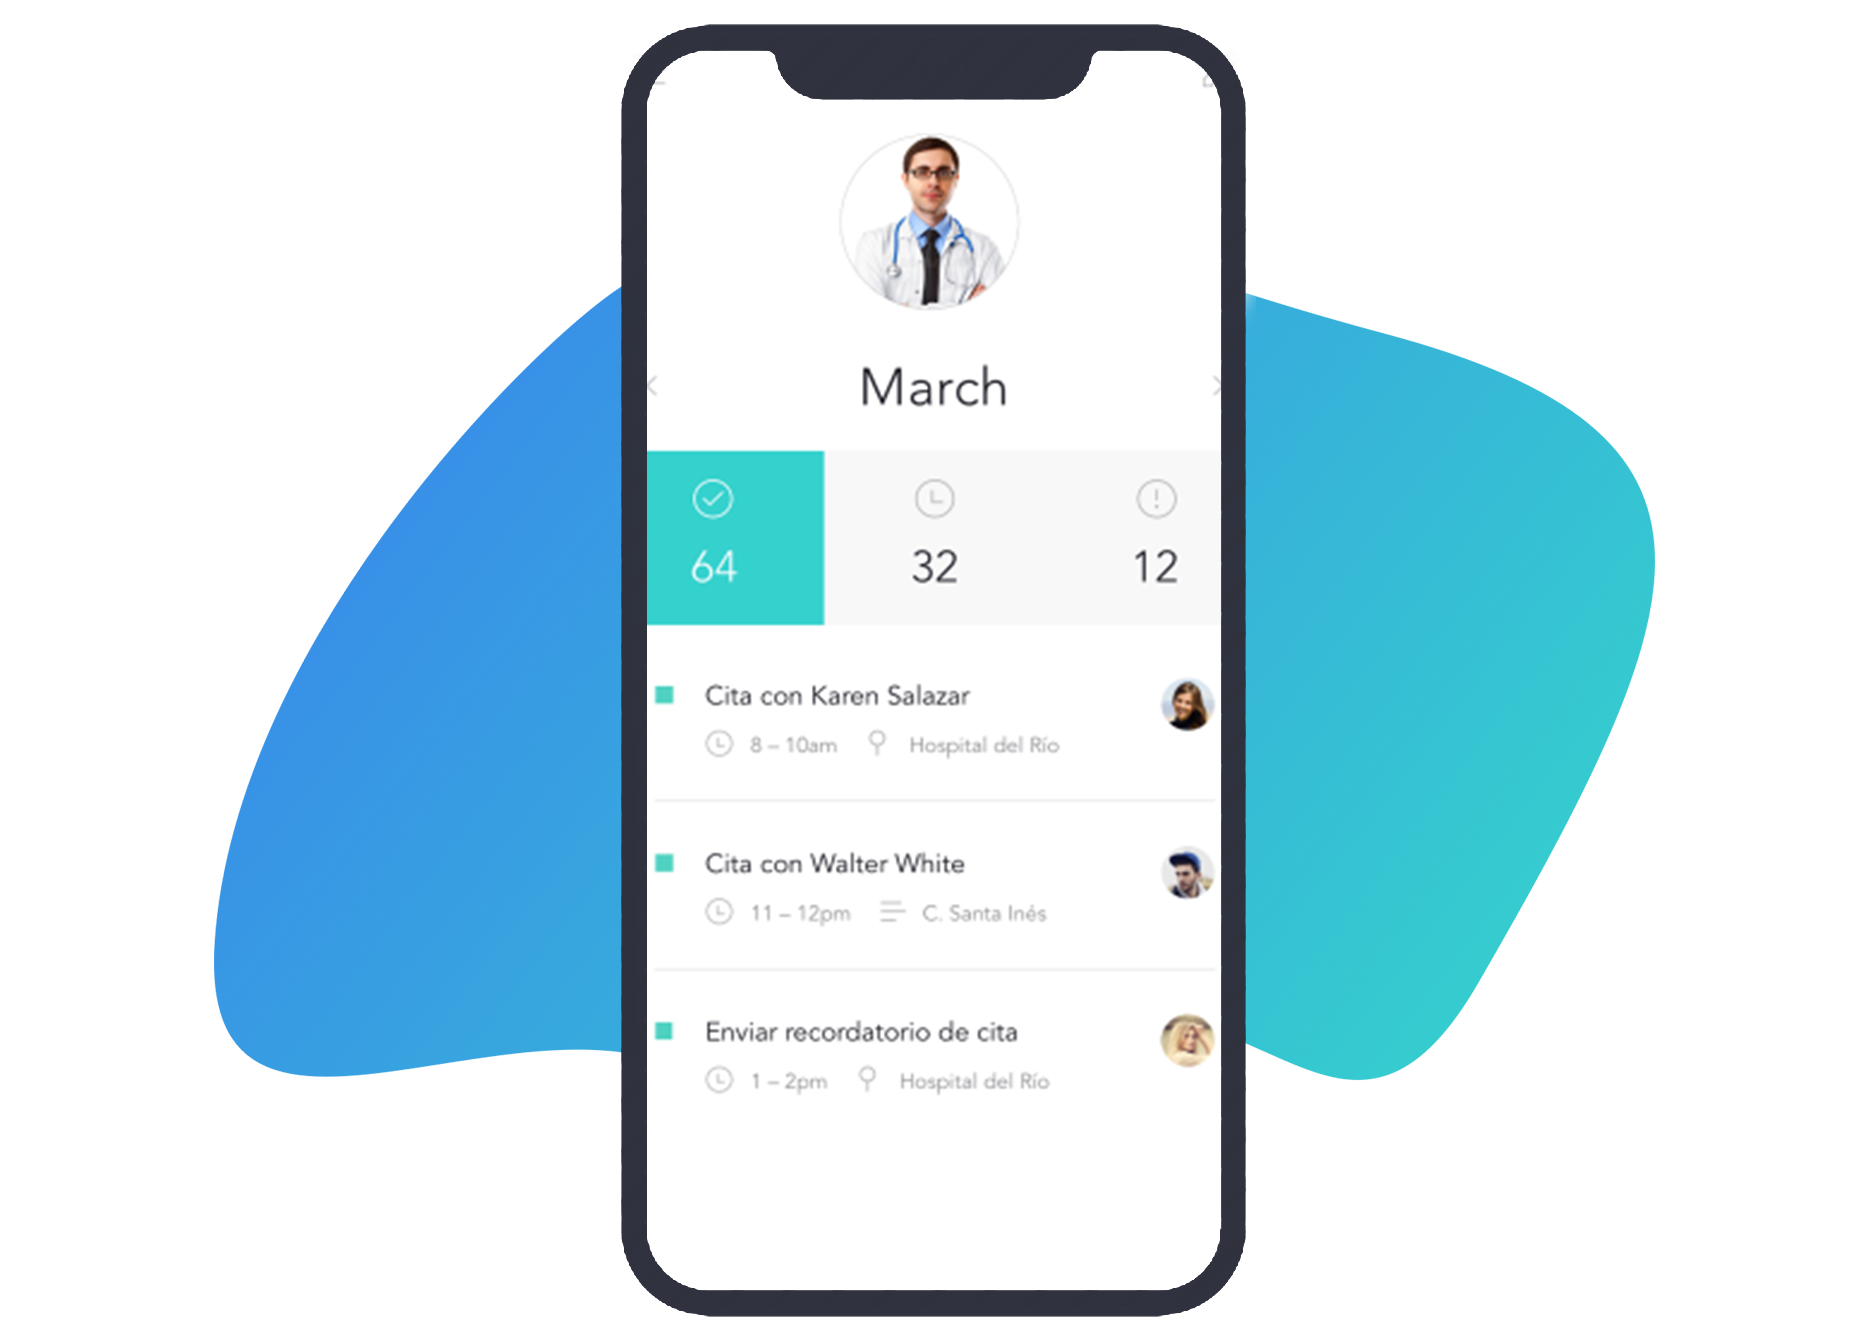 March
64 32 12
Cita con Karen Salazar
8 – 10am Hospital del Río
Cita con Walter White
11 – 12pm C. Santa Inés
Enviar recordatorio de cita
1 – 2pm Hospital del Río